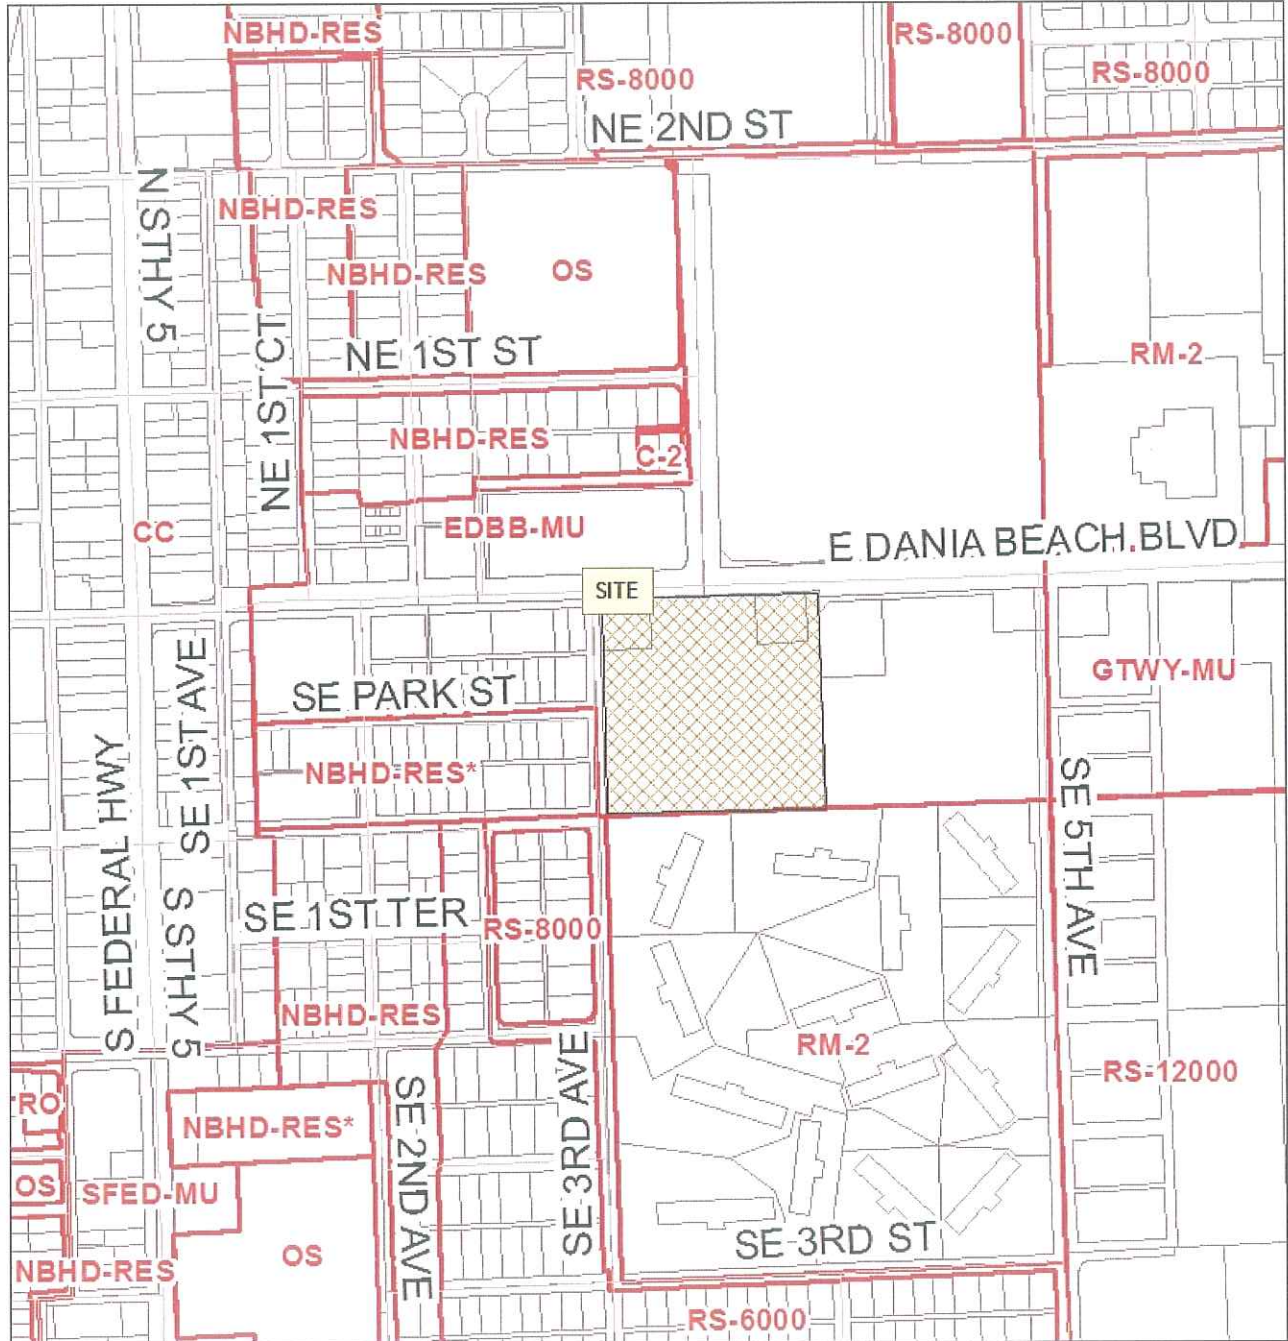 NBHD-RES
RS-8000
RS-8000
RS-8000
NE 2ND ST
N STHY 5
NBHD-RES
NBHD-RES
OS
NE 1ST CT
NE 1ST ST
RM-2
NBHD-RES
C-2
CC
EDBB-MU
E DANIA BEACH BLVD
SITE
SE 1ST AVE
SE PARK ST
GTWY-MU
S FEDERAL HWY
NBHD-RES*
SE 5TH AVE
S STHY 5
SE 1ST TER
RS-8000
NBHD-RES
RM-2
RS-12000
RO
NBHD-RES*
SE 2ND AVE
SE 3RD AVE
OS
SFED-MU
OS
SE 3RD ST
NBHD-RES
RS-6000